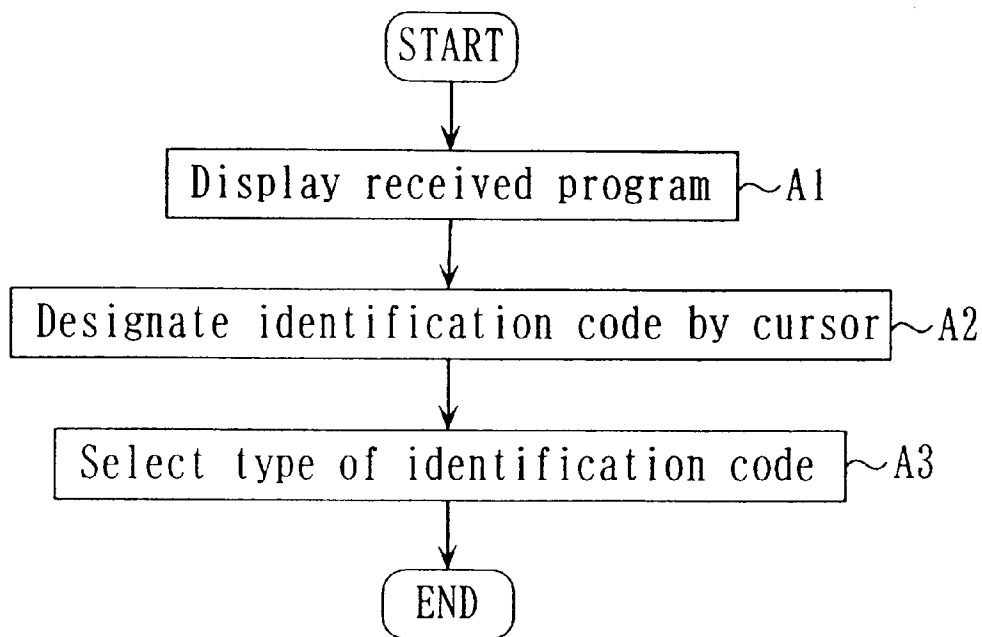 START
Display received program A1
Designate identification code by cursor A2
Select type of identification code A3
END